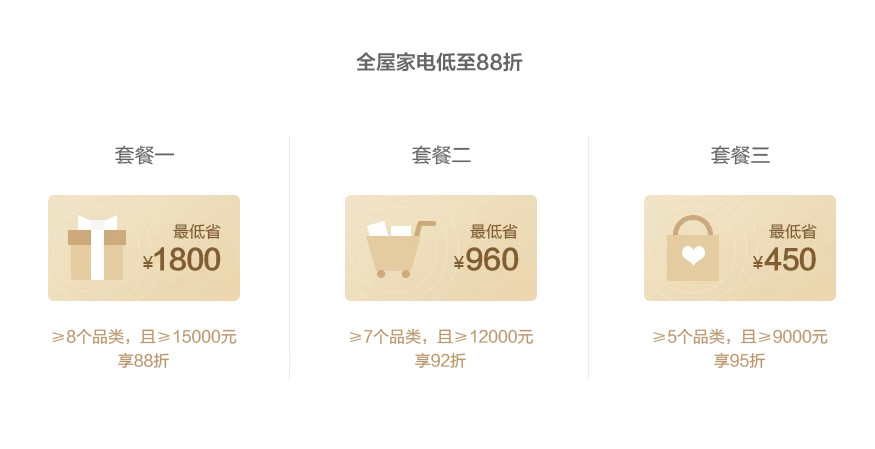 全屋家电低至88折
套餐一
最低省
¥1800
≥8个品类，且≥15000元
享88折
套餐二
最低省
¥960
≥7个品类，且≥12000元
享92折
套餐三
最低省
¥450
≥5个品类，且≥9000元
享95折